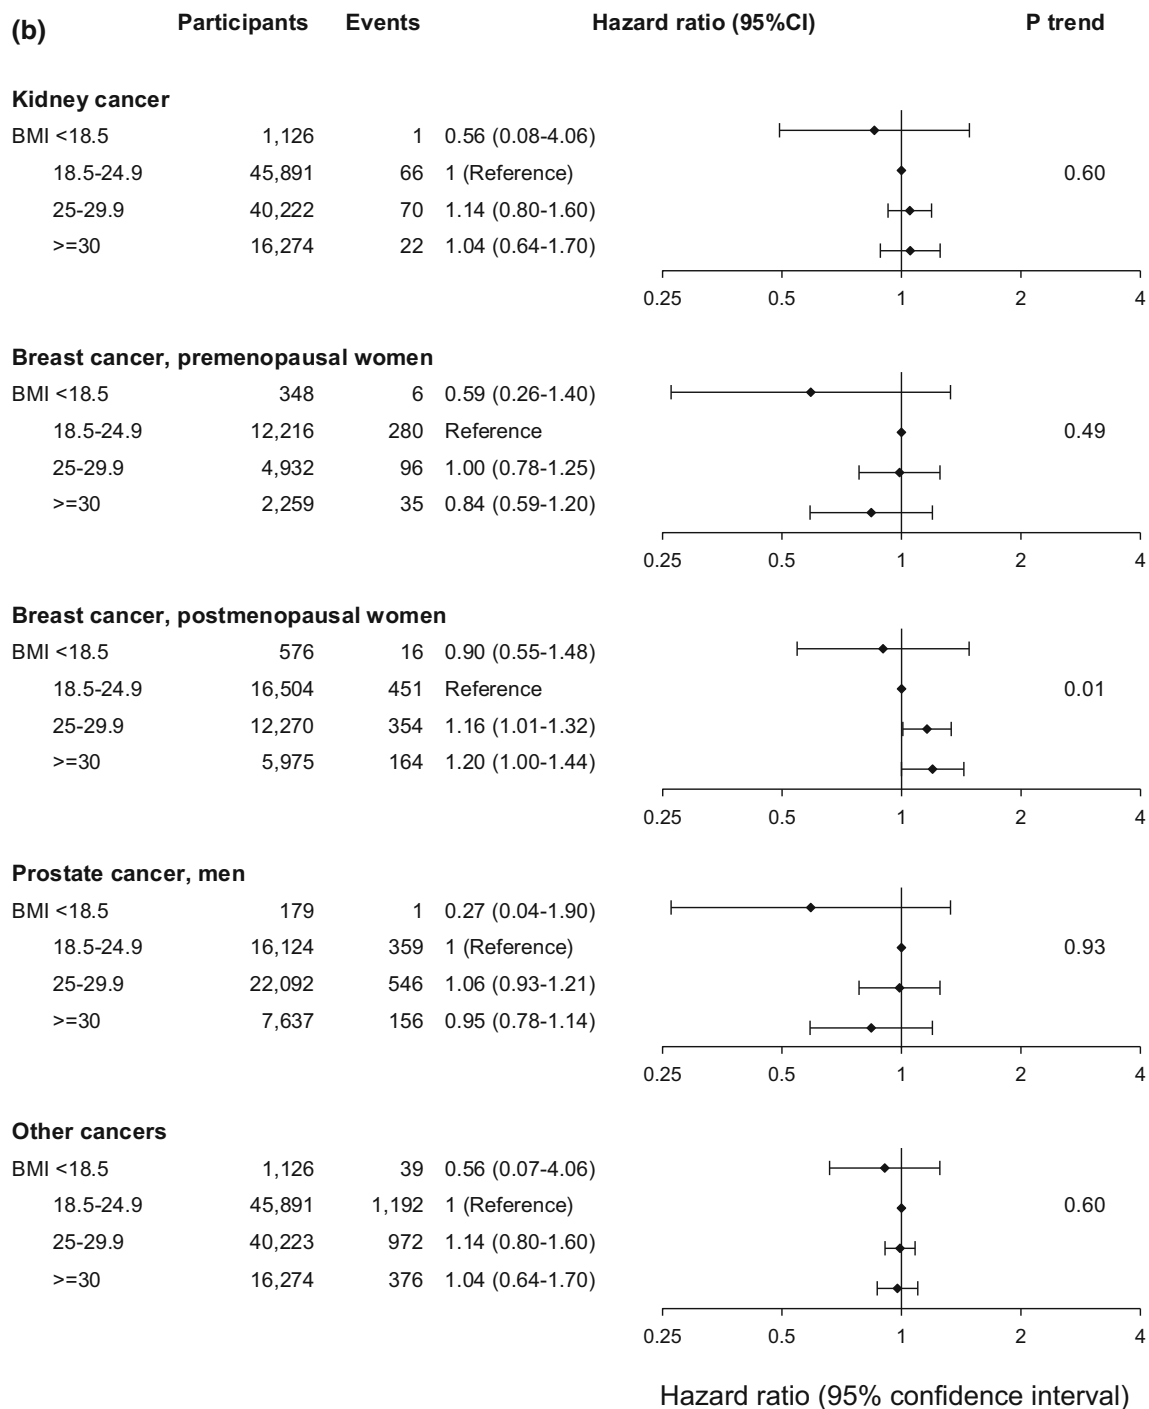 (b) Participants Events Hazard ratio (95%CI) P trend
Kidney cancer
BMI <18.5 1,126 1 0.56 (0.08-4.06)
18.5-24.9 45,891 66 1 (Reference) 0.60
25-29.9 40,222 70 1.14 (0.80-1.60)
>=30 16,274 22 1.04 (0.64-1.70)
0.25 0.5 1 2 4
Breast cancer, premenopausal women
BMI <18.5 348 6 0.59 (0.26-1.40)
18.5-24.9 12,216 280 Reference 0.49
25-29.9 4,932 96 1.00 (0.78-1.25)
>=30 2,259 35 0.84 (0.59-1.20)
0.25 0.5 1 2 4
Breast cancer, postmenopausal women
BMI <18.5 576 16 0.90 (0.55-1.48)
18.5-24.9 16,504 451 Reference 0.01
25-29.9 12,270 354 1.16 (1.01-1.32)
>=30 5,975 164 1.20 (1.00-1.44)
0.25 0.5 1 2 4
Prostate cancer, men
BMI <18.5 179 1 0.27 (0.04-1.90)
18.5-24.9 16,124 359 1 (Reference) 0.93
25-29.9 22,092 546 1.06 (0.93-1.21)
>=30 7,637 156 0.95 (0.78-1.14)
0.25 0.5 1 2 4
Other cancers
BMI <18.5 1,126 39 0.56 (0.07-4.06)
18.5-24.9 45,891 1,192 1 (Reference) 0.60
25-29.9 40,223 972 1.14 (0.80-1.60)
>=30 16,274 376 1.04 (0.64-1.70)
0.25 0.5 1 2 4
Hazard ratio (95% confidence interval)